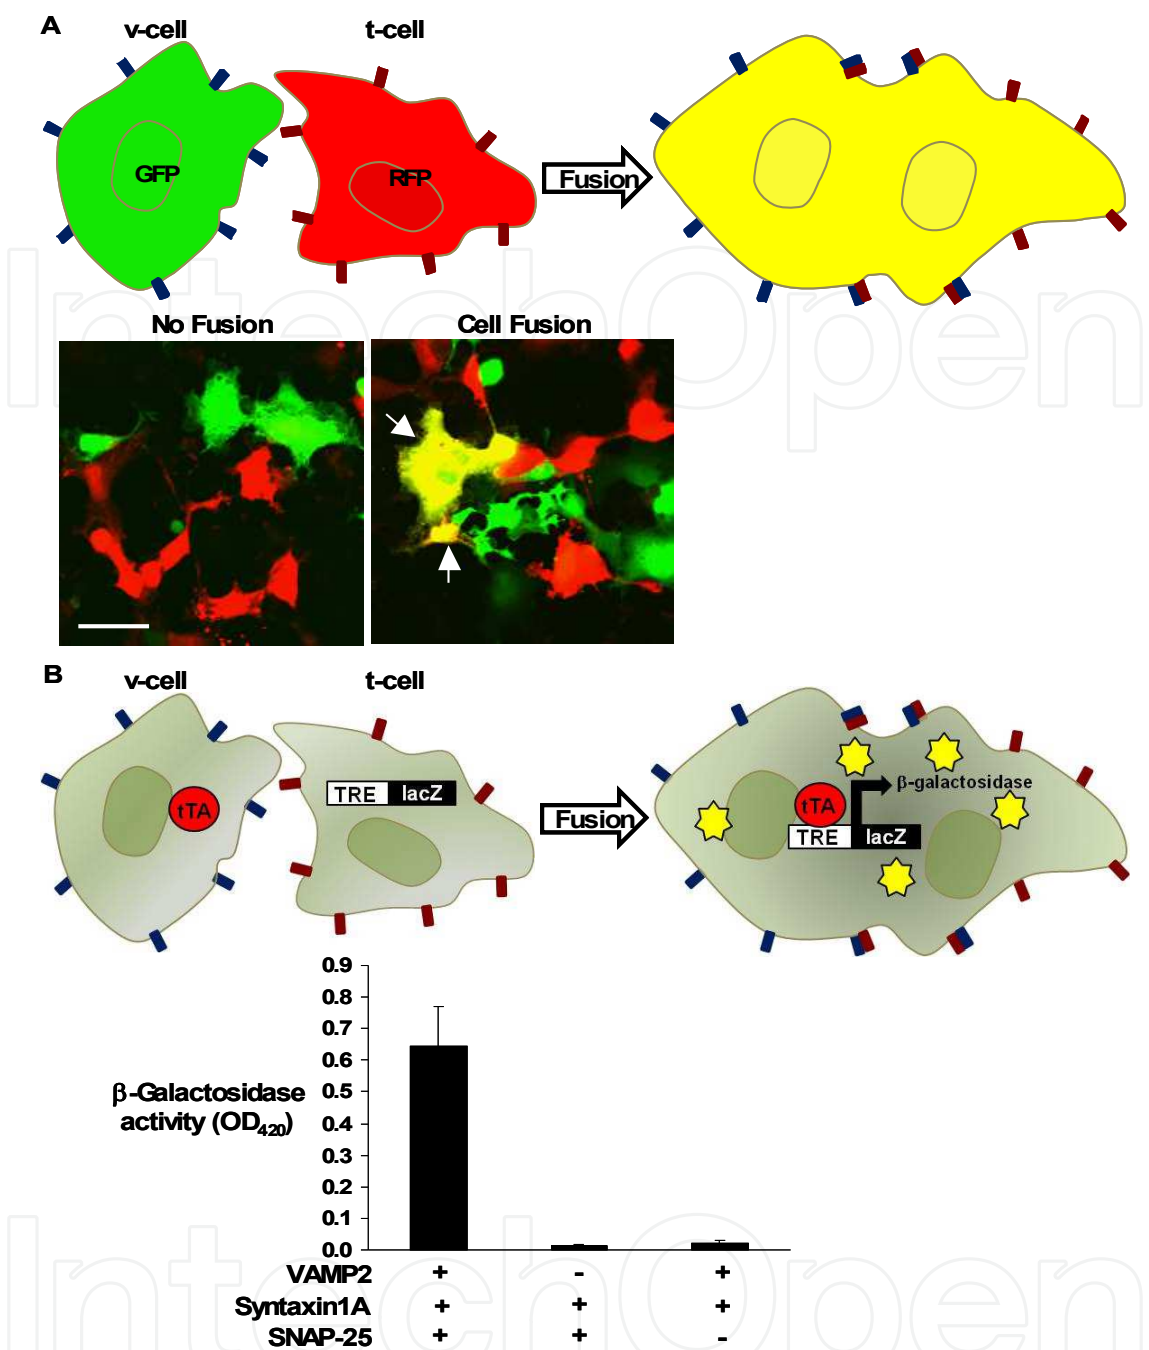 A
v-cell
t-cell
GFP
RFP
Fusion
No Fusion
Cell Fusion
B
v-cell
t-cell
tTA
TRE
lacZ
Fusion
β-galactosidase
tTA
TRE
lacZ
0.9
0.8
0.7
0.6
0.5
0.4
0.3
0.2
0.1
0.0
β-Galactosidase
activity (OD420)
VAMP2 + - +
Syntaxin1A + + +
SNAP-25 + + -
IntechOpen
IntechOpen